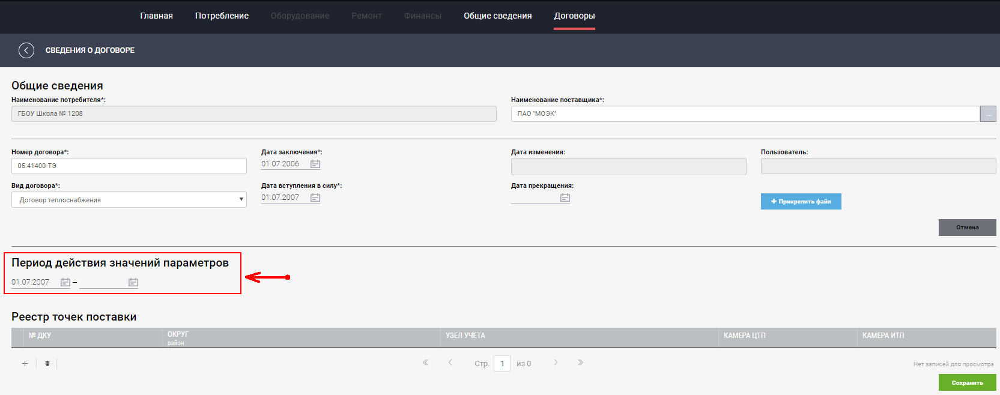 Главная Потребление Оборудование Ремонт Финансы Общие сведения Договоры
СВЕДЕНИЯ О ДОГОВОРЕ
Общие сведения
Наименование потребителя*: Наименование поставщика*:
ГБОУ Школа № 1208 ПАО "МОЭК" ...
Номер договора*: Дата заключения*: Дата изменения: Пользователь:
05.41400-ТЭ 01.07.2006
Вид договора*: Дата вступления в силу*: Дата прекращения:
Договор теплоснабжения 01.07.2007 + Прикрепить файл
Отмена
Период действия значений параметров
01.07.2007 –
Реестр точек поставки
№ ДКУ ОКРУГ УЗЕЛ УЧЕТА КАМЕРА ЦТП КАМЕРА ИТП
район
Стр. 1 из 0 Нет записей для просмотра
Сохранить